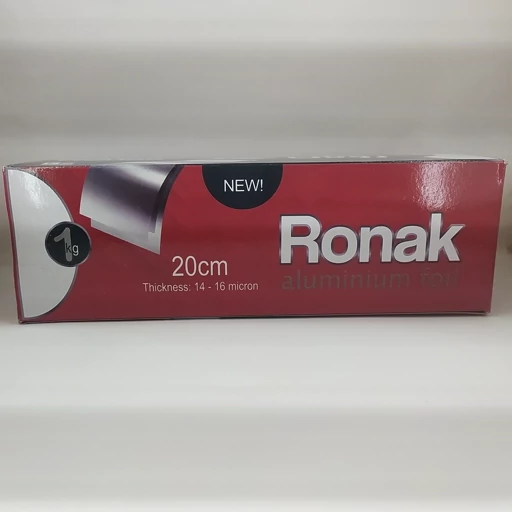 NEW!
1kg
20cm
Thickness: 14 - 16 micron
Ronak
aluminium foil